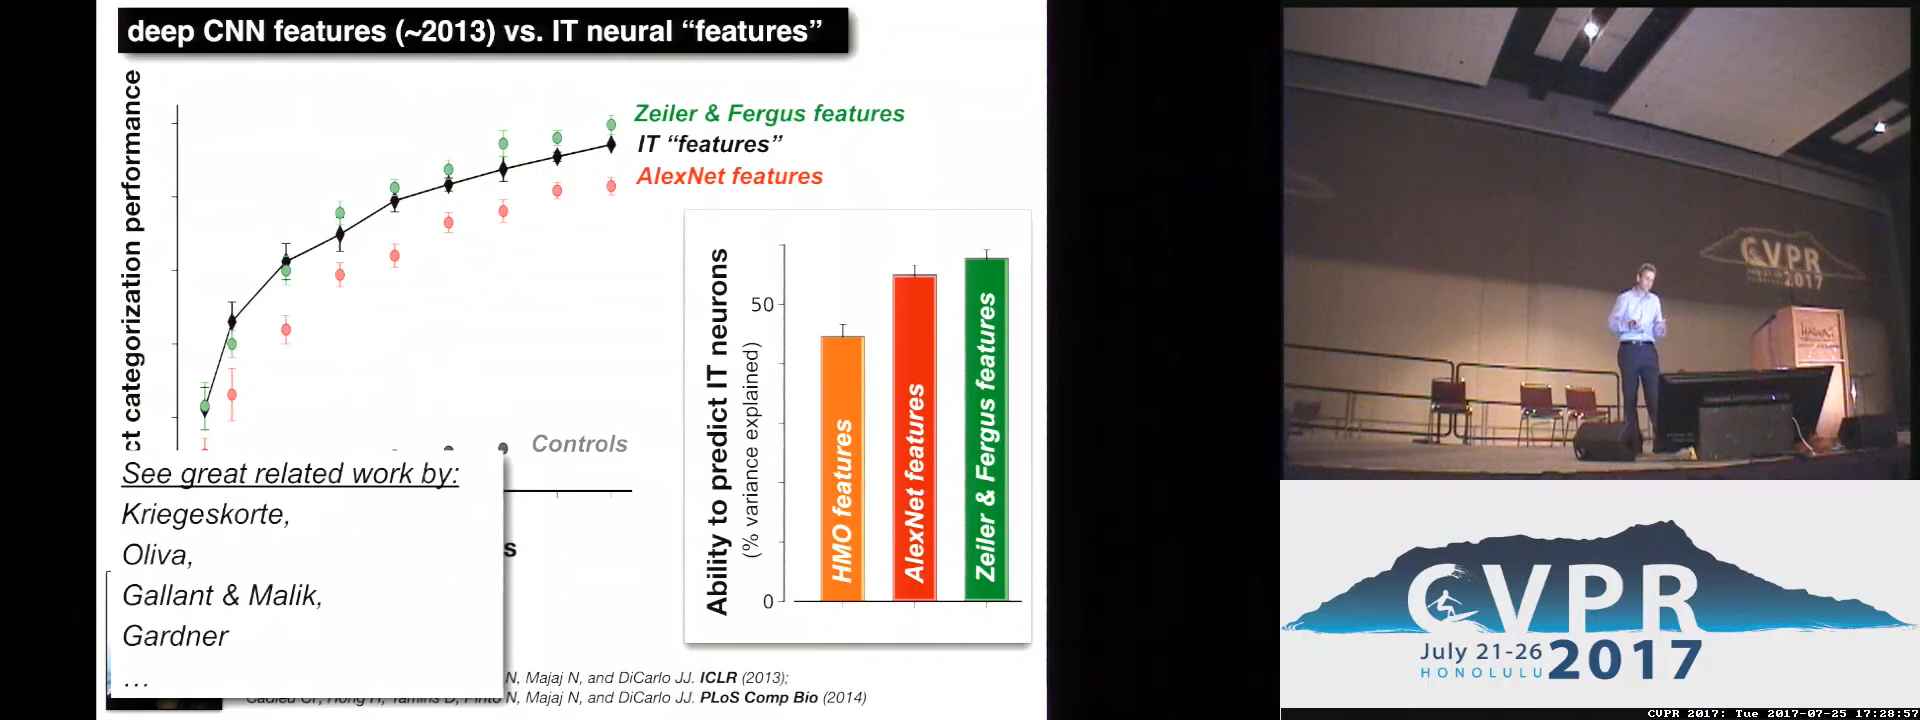 deep CNN features (~2013) vs. IT neural “features”
ct categorization performance
Zeiler & Fergus features
IT “features”
AlexNet features
Controls
s
See great related work by:
Kriegeskorte,
Oliva,
Gallant & Malik,
Gardner
...
Ability to predict IT neurons
(% variance explained)
50
0
HMO features
AlexNet features
Zeiler & Fergus features
N, Majaj N, and DiCarlo JJ. ICLR (2013);
N, Majaj N, and DiCarlo JJ. PLoS Comp Bio (2014)
CVPR
2017
CVPR
July 21-26
HONOLULU
2017
CVPR 2017: Tue 2017-07-25 17:28:57